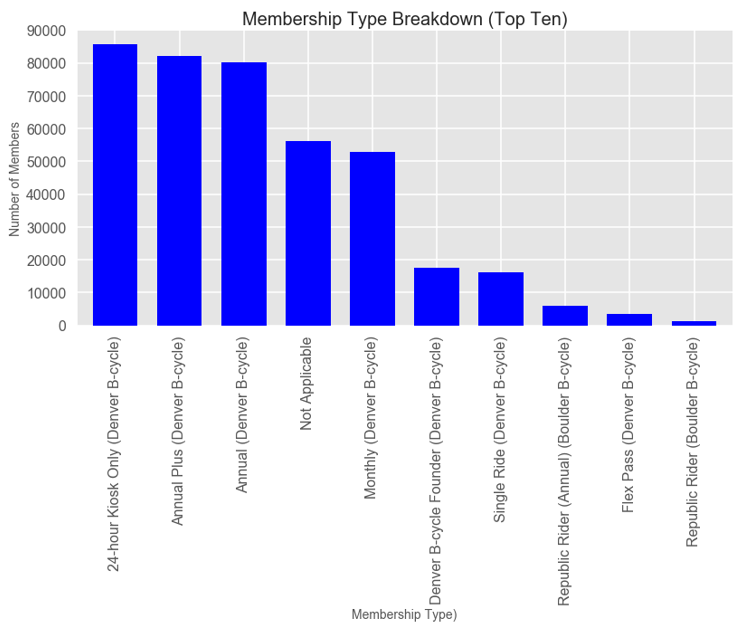 Membership Type Breakdown (Top Ten)
90000
80000
70000
60000
50000
40000
30000
20000
10000
0
Number of Members
24-hour Kiosk Only (Denver B-cycle)
Annual Plus (Denver B-cycle)
Annual (Denver B-cycle)
Not Applicable
Monthly (Denver B-cycle)
Denver B-cycle Founder (Denver B-cycle)
Single Ride (Denver B-cycle)
Republic Rider (Annual) (Boulder B-cycle)
Flex Pass (Denver B-cycle)
Republic Rider (Boulder B-cycle)
Membership Type)